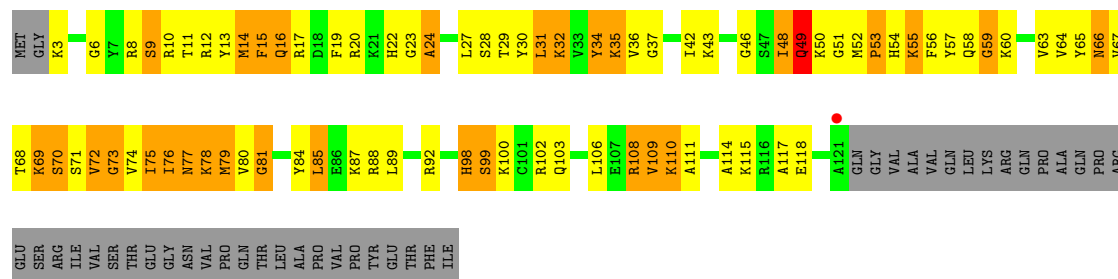 MET GLY K3 G6 Y7 R8 S9 R10 T11 R12 Y13 M14 F15 Q16 R17 D18 F19 R20 K21 H22 G23 A24 L27 S28 T29 Y30 L31 K32 V33 Y34 K35 V36 G37 I42 K43 G46 S47 I48 Q49 K50 G51 M52 P53 H54 K55 F56 Y57 Q58 G59 K60 V63 V64 Y65 N66 V67
T68 K69 S70 S71 V72 G73 V74 I75 I76 N77 K78 M79 V80 G81 Y84 L85 E86 K87 R88 L89 R92 H98 S99 K100 C101 R102 Q103 L106 E107 R108 V109 K110 A111 A114 K115 R116 A117 E118 A121 GLN GLY VAL ALA VAL GLN LEU LYS ARG GLN PRO ALA GLN PRO
GLU SER ARG ILE VAL SER THR GLU GLY ASN VAL PRO GLN THR LEU ALA PRO VAL PRO TYR GLU THR PHE ILE